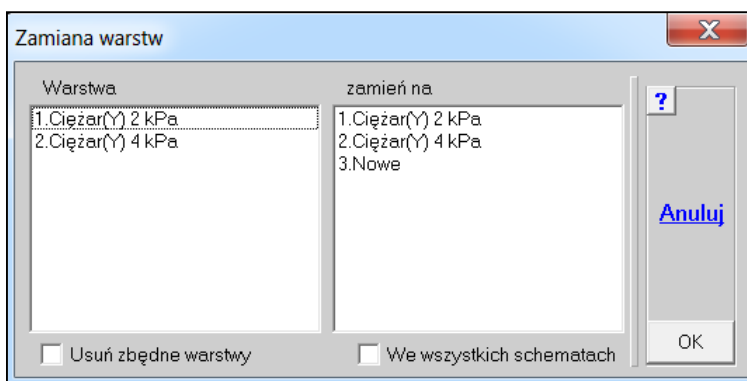 Zamiana warstw
X
Warstwa
1.Ciężar(Y) 2 kPa
2.Ciężar(Y) 4 kPa
zamień na
1.Ciężar(Y) 2 kPa
2.Ciężar(Y) 4 kPa
3.Nowe
Usuń zbędne warstwy
We wszystkich schematach
?
Anuluj
OK